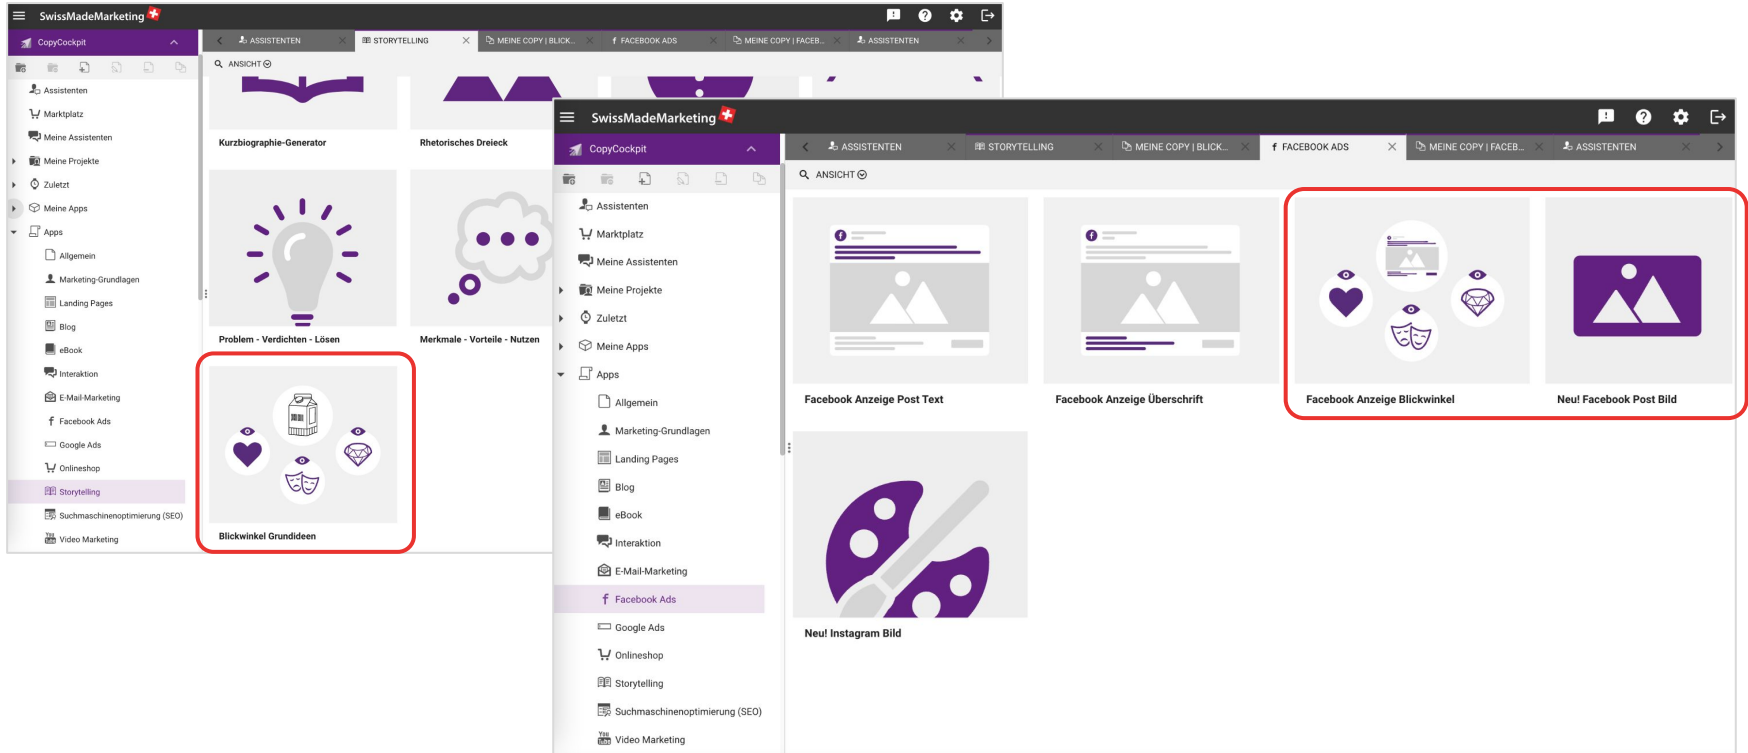 SwissMadeMarketing
CopyCockpit
ASSISTENTEN
STORYTELLING
MEINE COPY | BLICK...
FACEBOOK ADS
MEINE COPY | FACEB...
ASSISTENTEN
ANSICHT
Assistenten
Marktplatz
Meine Assistenten
Meine Projekte
Zuletzt
Meine Apps
Apps
Allgemein
Marketing-Grundlagen
Landing Pages
Blog
eBook
Interaktion
E-Mail-Marketing
Facebook Ads
Google Ads
Onlineshop
Storytelling
Suchmaschinenoptimierung (SEO)
Video Marketing
Kurzbiographie-Generator
Rhetorisches Dreieck
Problem - Verdichten - Lösen
Merkmale - Vorteile - Nutzen
Blickwinkel Grundideen
SwissMadeMarketing
CopyCockpit
ASSISTENTEN
STORYTELLING
MEINE COPY | BLICK...
FACEBOOK ADS
MEINE COPY | FACEB...
ASSISTENTEN
ANSICHT
Assistenten
Marktplatz
Meine Assistenten
Meine Projekte
Zuletzt
Meine Apps
Apps
Allgemein
Marketing-Grundlagen
Landing Pages
Blog
eBook
Interaktion
E-Mail-Marketing
Facebook Ads
Google Ads
Onlineshop
Storytelling
Suchmaschinenoptimierung (SEO)
Video Marketing
Facebook Anzeige Post Text
Facebook Anzeige Überschrift
Facebook Anzeige Blickwinkel
Neu! Facebook Post Bild
Neu! Instagram Bild